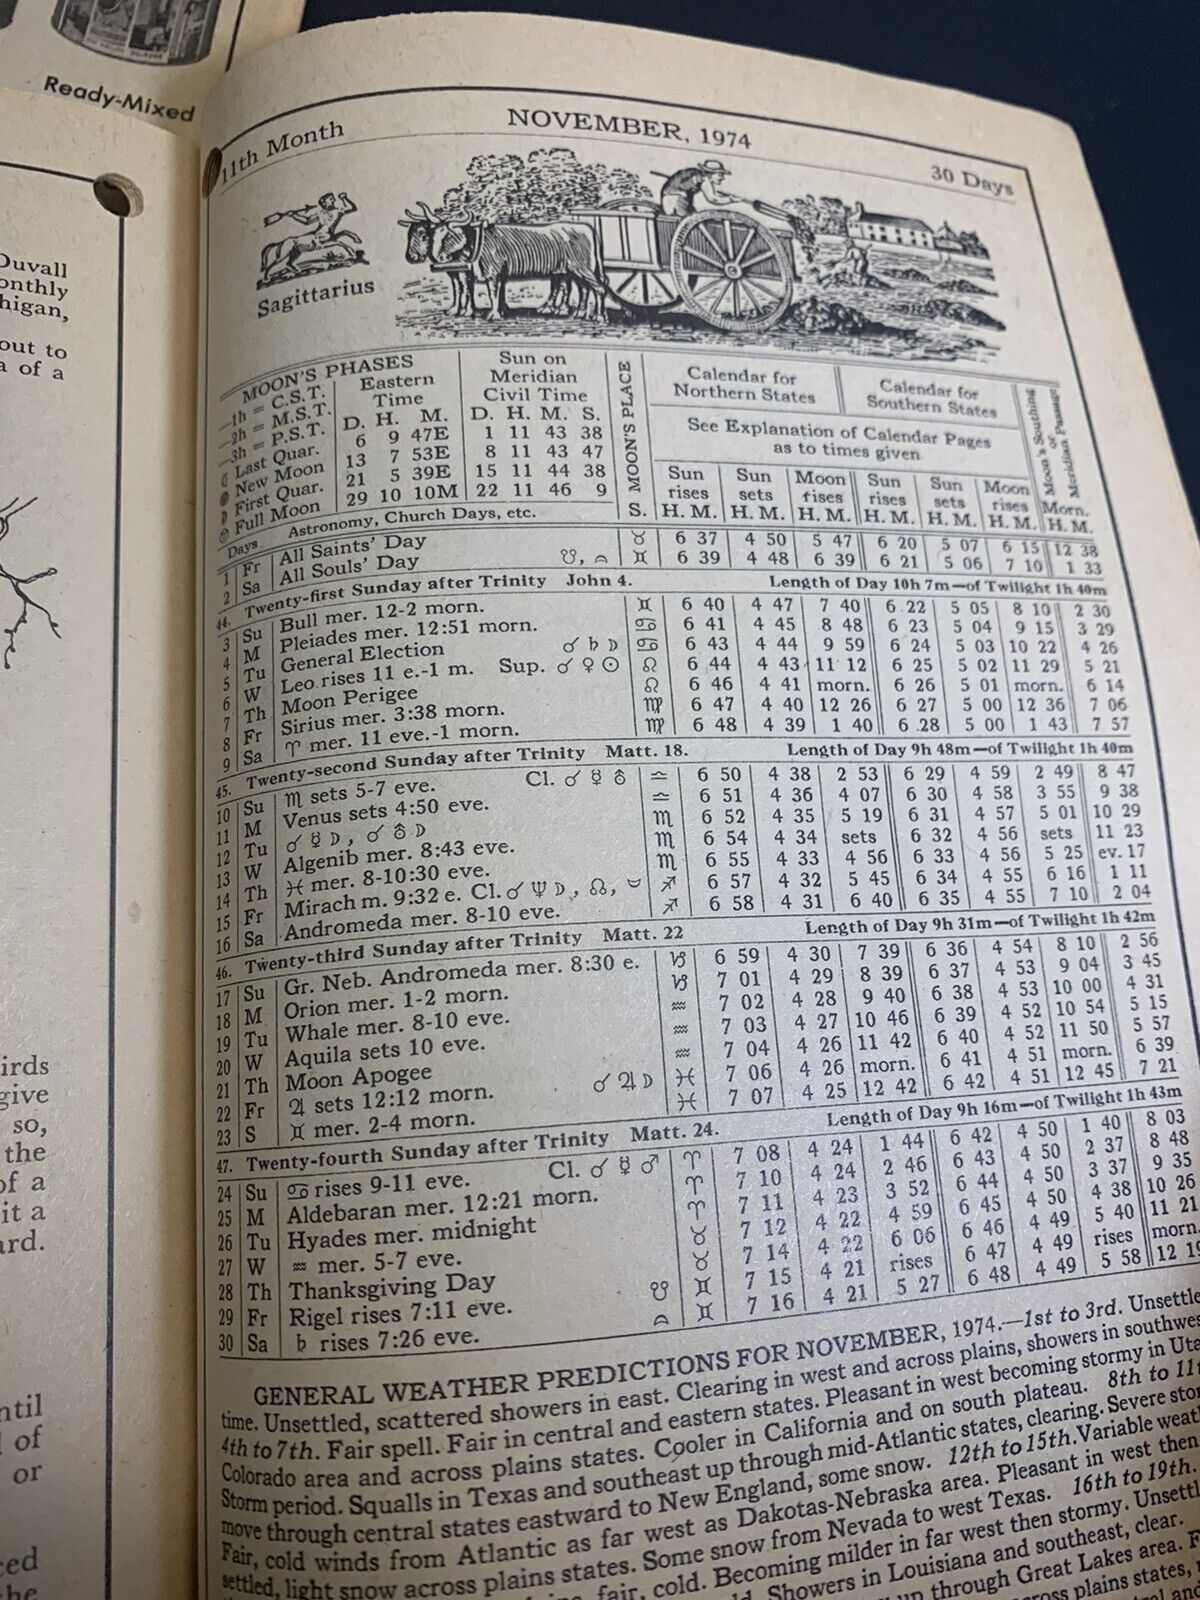 Ready-Mixed
Duvall
onthly
higan,
out to
a of a
irds
give
so,
the
of a
it a
ard.
ntil
of
or
ced
the
11th Month
NOVEMBER, 1974
30 Days
Sagittarius
MOON'S PHASES
—1h = C.S.T.
—2h = M.S.T.
—3h = P.S.T.
Eastern Time
D. H. M.
☾ Last Quar. 6 9 47E
● New Moon 13 7 53E
☽ First Quar. 21 5 39E
Full Moon 29 10 10M
Sun on Meridian
Civil Time
D. H. M. S.
1 11 43 38
8 11 43 47
15 11 44 38
22 11 46 9
MOON'S PLACE
S.
Calendar for Northern States
Calendar for Southern States
See Explanation of Calendar Pages
as to times given
Moon's Southing or Meridian Passage
Sun rises H. M. Sun sets H. M. Moon rises H. M. Sun rises H. M. Sun sets H. M. Moon rises H. M. Morn. H. M.
Days Astronomy, Church Days, etc.
1 Fr All Saints' Day ♉ 6 37 4 50 5 47 6 20 5 07 6 15 12 38
2 Sa All Souls' Day ☋, ⌓ ♊ 6 39 4 48 6 39 6 21 5 06 7 10 1 33
44. Twenty-first Sunday after Trinity John 4. Length of Day 10h 7m—of Twilight 1h 40m
3 Su Bull mer. 12-2 morn. ♊ 6 40 4 47 7 40 6 22 5 05 8 10 2 30
4 M Pleiades mer. 12:51 morn. ♋ 6 41 4 45 8 48 6 23 5 04 9 15 3 29
5 Tu General Election ☌ ♄ ☽ ♋ 6 43 4 44 9 59 6 24 5 03 10 22 4 26
6 W Leo rises 11 e.-1 m. Sup. ☌ ♀ ☉ ♌ 6 44 4 43 11 12 6 25 5 02 11 29 5 21
7 Th Moon Perigee ♌ 6 46 4 41 morn. 6 26 5 01 morn. 6 14
8 Fr Sirius mer. 3:38 morn. ♍ 6 47 4 40 12 26 6 27 5 00 12 36 7 06
9 Sa ♈ mer. 11 eve.-1 morn. ♍ 6 48 4 39 1 40 6 28 5 00 1 43 7 57
45. Twenty-second Sunday after Trinity Matt. 18. Length of Day 9h 48m—of Twilight 1h 40m
10 Su ♏ sets 5-7 eve. Cl. ☌ ☿ ⛢ ♎ 6 50 4 38 2 53 6 29 4 59 2 49 8 47
11 M Venus sets 4:50 eve. ♎ 6 51 4 36 4 07 6 30 4 58 3 55 9 38
12 Tu ☌ ☿ ☽, ☌ ⛢ ☽ ♏ 6 52 4 35 5 19 6 31 4 57 5 01 10 29
13 W Algenib mer. 8:43 eve. ♏ 6 54 4 34 sets 6 32 4 56 sets 11 23
14 Th ♓ mer. 8-10:30 eve. ♏ 6 55 4 33 4 56 6 33 4 56 5 25 ev. 17
15 Fr Mirach m. 9:32 e. Cl. ☌ ♆ ☽, ☊, ⌣ ♐ 6 57 4 32 5 45 6 34 4 55 6 16 1 11
16 Sa Andromeda mer. 8-10 eve. ♐ 6 58 4 31 6 40 6 35 4 55 7 10 2 04
46. Twenty-third Sunday after Trinity Matt. 22 Length of Day 9h 31m—of Twilight 1h 42m
17 Su Gr. Neb. Andromeda mer. 8:30 e. ♑ 6 59 4 30 7 39 6 36 4 54 8 10 2 56
18 M Orion mer. 1-2 morn. ♑ 7 01 4 29 8 39 6 37 4 53 9 04 3 45
19 Tu Whale mer. 8-10 eve. ♒ 7 02 4 28 9 40 6 38 4 53 10 00 4 31
20 W Aquila sets 10 eve. ♒ 7 03 4 27 10 46 6 39 4 52 10 54 5 15
21 Th Moon Apogee ♒ 7 04 4 26 11 42 6 40 4 52 11 50 5 57
22 Fr ♃ sets 12:12 morn. ☌ ♃ ☽ ♓ 7 06 4 26 morn. 6 41 4 51 morn. 6 39
23 S ♊ mer. 2-4 morn. ♓ 7 07 4 25 12 42 6 42 4 51 12 45 7 21
47. Twenty-fourth Sunday after Trinity Matt. 24. Length of Day 9h 16m—of Twilight 1h 43m
24 Su ♋ rises 9-11 eve. Cl. ☌ ☿ ♂ ♈ 7 08 4 24 1 44 6 42 4 50 1 40 8 03
25 M Aldebaran mer. 12:21 morn. ♈ 7 10 4 24 2 46 6 43 4 50 2 37 8 48
26 Tu Hyades mer. midnight ♈ 7 11 4 23 3 52 6 44 4 50 3 37 9 35
27 W ♒ mer. 5-7 eve. ♉ 7 12 4 22 4 59 6 45 4 50 4 38 10 26
28 Th Thanksgiving Day ♉ 7 14 4 22 6 06 6 46 4 49 5 40 11 21
29 Fr Rigel rises 7:11 eve. ☋ ♊ 7 15 4 21 rises 6 47 4 49 rises morn.
30 Sa ♄ rises 7:26 eve. ⌓ ♊ 7 16 4 21 5 27 6 48 4 49 5 58 12 19
GENERAL WEATHER PREDICTIONS FOR NOVEMBER, 1974.—1st to 3rd. Unsettle
time. Unsettled, scattered showers in east. Clearing in west and across plains, showers in southwes
4th to 7th. Fair spell. Fair in central and eastern states. Pleasant in west becoming stormy in Uta
Colorado area and across plains states. Cooler in California and on south plateau. 8th to 11t
Storm period. Squalls in Texas and southeast up through mid-Atlantic states, clearing. Severe stor
move through central states eastward to New England, some snow. 12th to 15th. Variable weath
Fair, cold winds from Atlantic as far west as Dakotas-Nebraska area. Pleasant in west then
settled, light snow across plains states. Some snow from Nevada to west Texas. 16th to 19th.
fair, cold. Becoming milder in far west then stormy. Unsettl
Showers in Louisiana and southeast, clear.
up through Great Lakes area. F
across plains states,